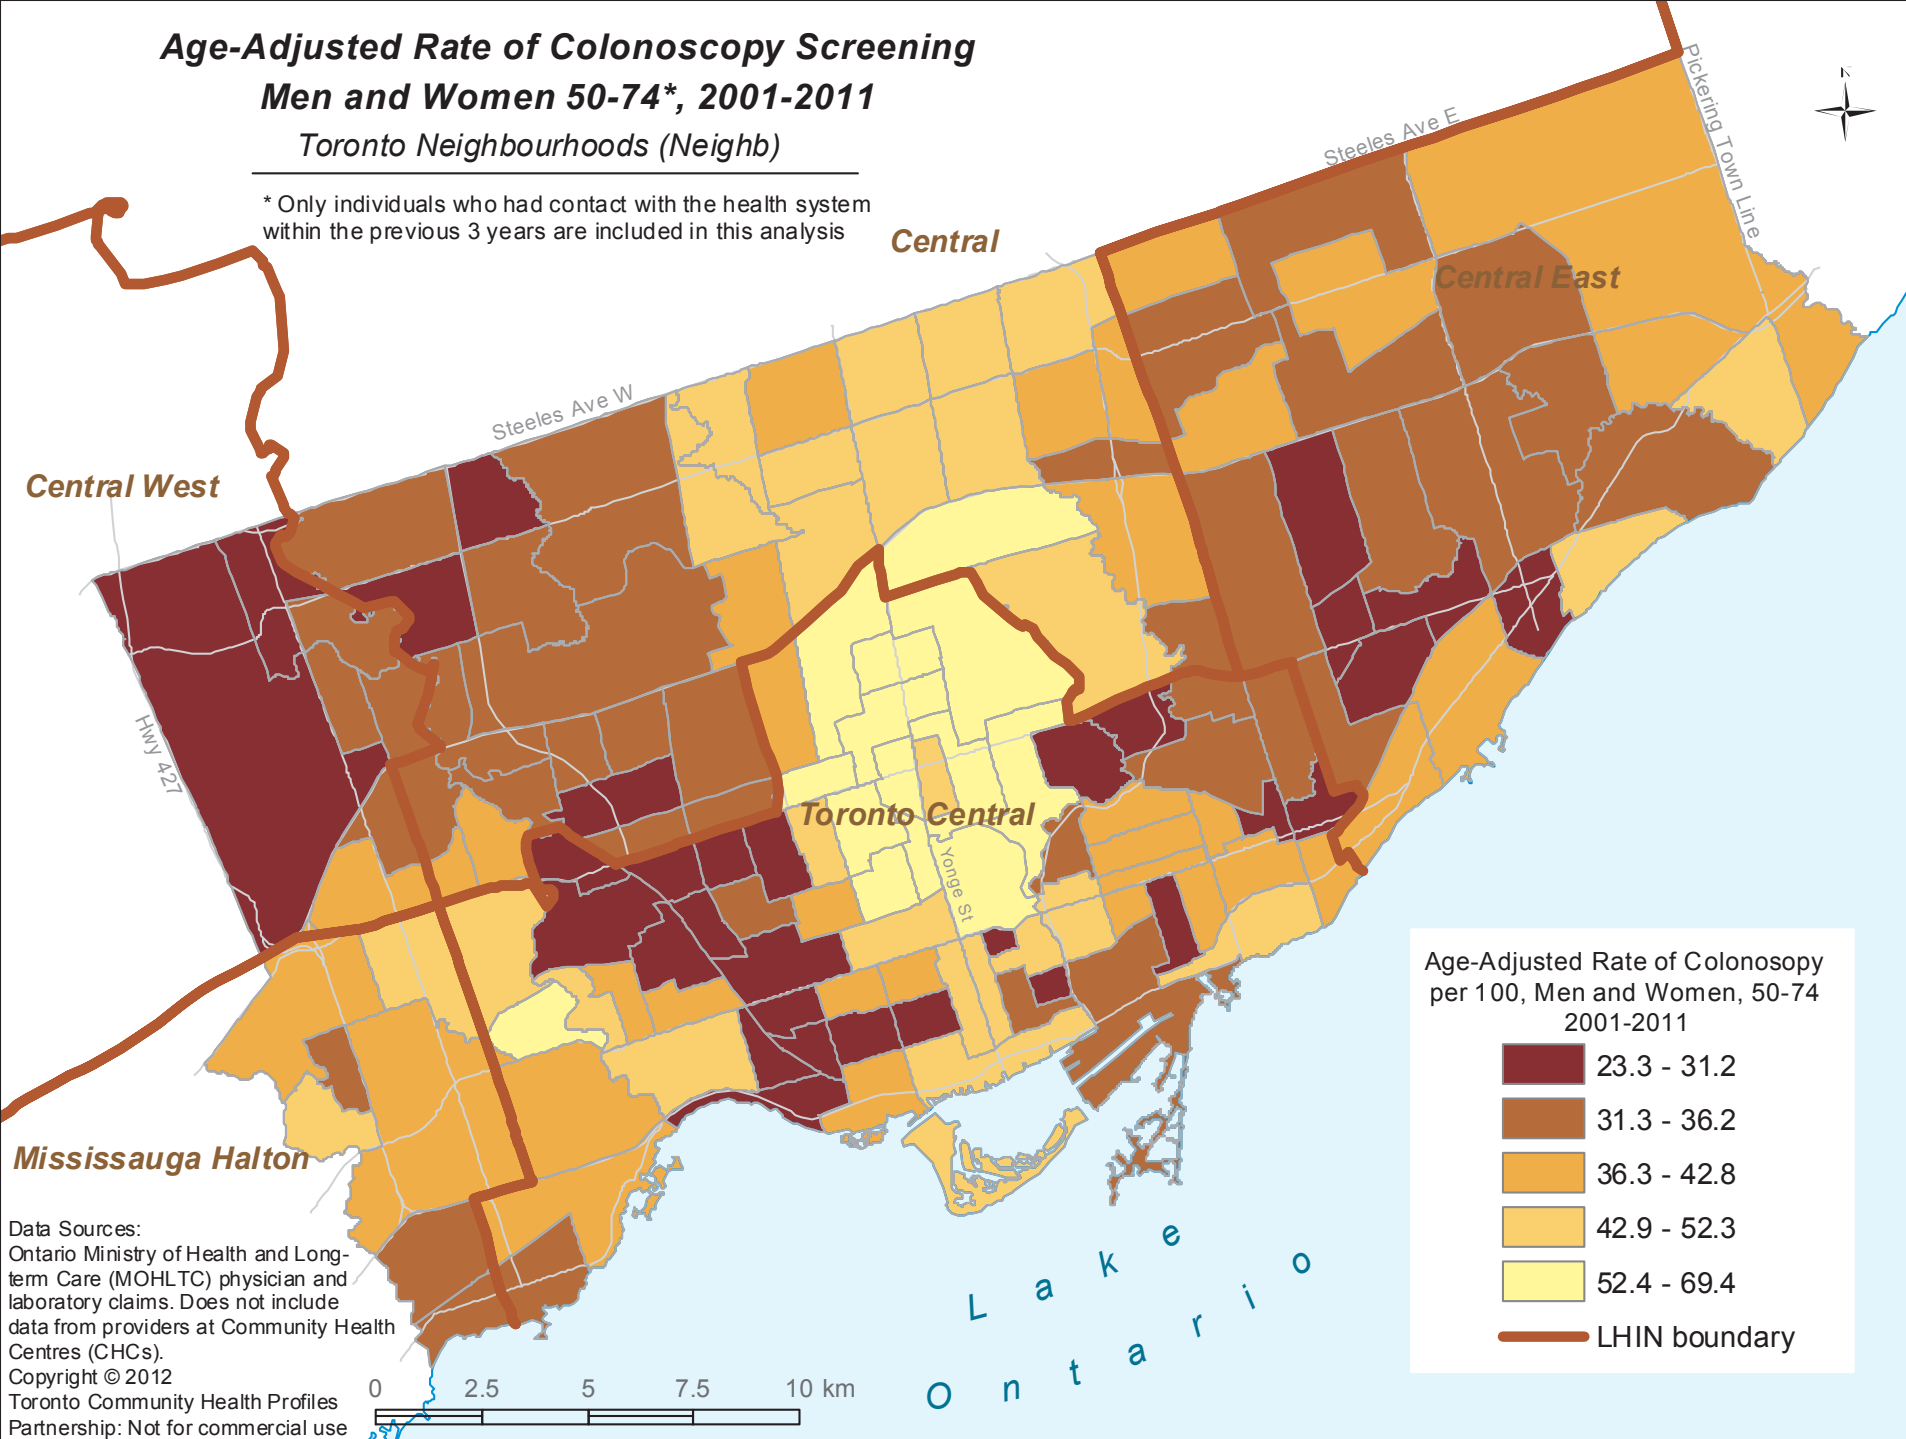 Age-Adjusted Rate of Colonoscopy Screening
Men and Women 50-74*, 2001-2011
Toronto Neighbourhoods (Neighb)
* Only individuals who had contact with the health system
within the previous 3 years are included in this analysis
N
Pickering Town Line
Steeles Ave E
Central
Central East
Steeles Ave W
Central West
Hwy 427
Toronto Central
Yonge St
Mississauga Halton
Lake
Ontario
Age-Adjusted Rate of Colonosopy
per 100, Men and Women, 50-74
2001-2011
23.3 - 31.2
31.3 - 36.2
36.3 - 42.8
42.9 - 52.3
52.4 - 69.4
LHIN boundary
Data Sources:
Ontario Ministry of Health and Long-
term Care (MOHLTC) physician and
laboratory claims. Does not include
data from providers at Community Health
Centres (CHCs).
Copyright © 2012
Toronto Community Health Profiles
Partnership: Not for commercial use
0 2.5 5 7.5 10 km